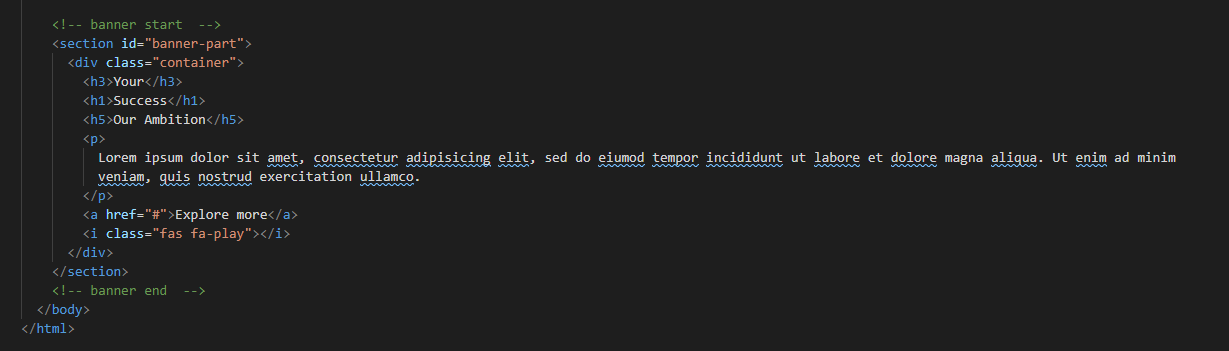 <!-- banner start  -->
<section id="banner-part">
<div class="container">
<h3>Your</h3>
<h1>Success</h1>
<h5>Our Ambition</h5>
<p>
Lorem ipsum dolor sit amet, consectetur adipisicing elit, sed do eiumod tempor incididunt ut labore et dolore magna aliqua. Ut enim ad minim
veniam, quis nostrud exercitation ullamco.
</p>
<a href="#">Explore more</a>
<i class="fas fa-play"></i>
</div>
</section>
<!-- banner end  -->
</body>
</html>